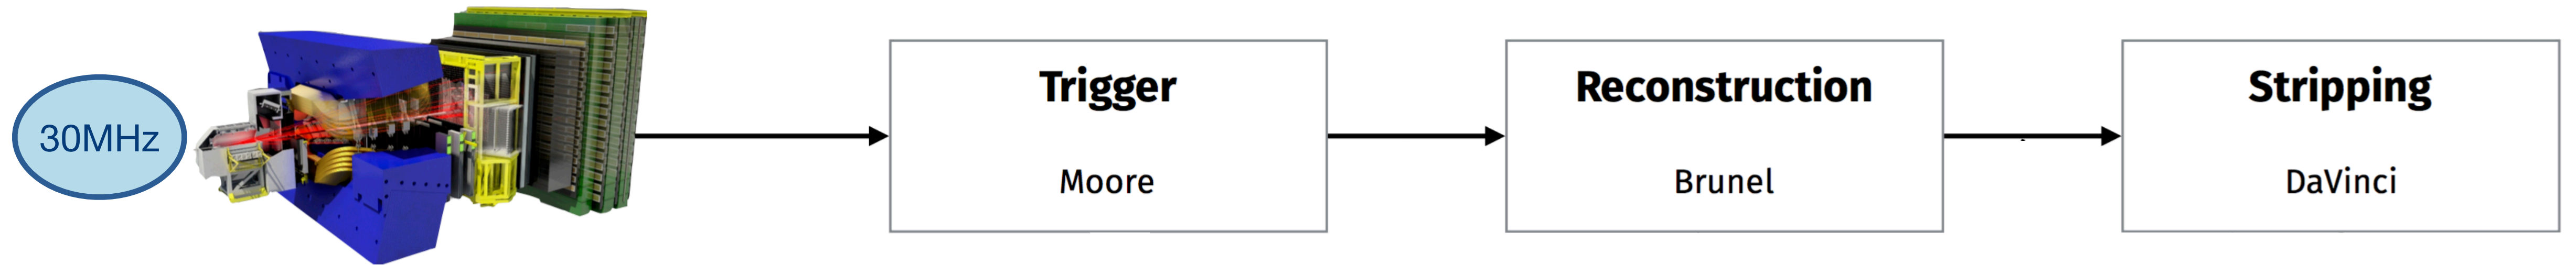 30MHz
Trigger
Moore
Reconstruction
Brunel
Stripping
DaVinci